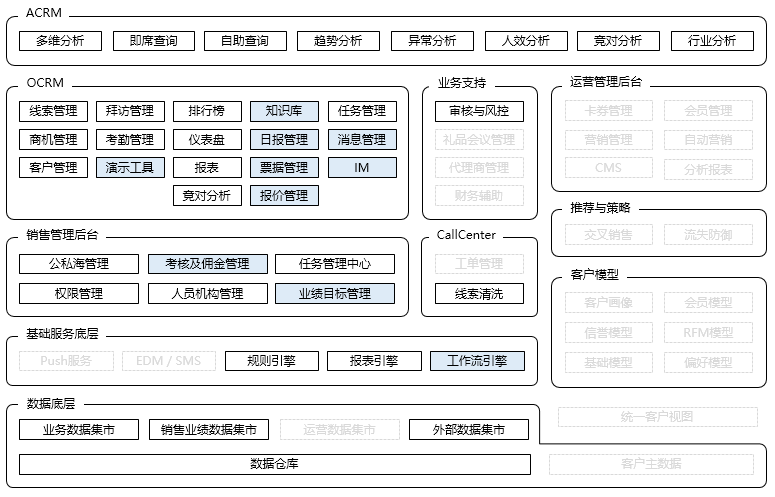 ACRM
多维分析 即席查询 自助查询 趋势分析 异常分析 人效分析 竞对分析 行业分析
OCRM
线索管理 拜访管理 排行榜 知识库 任务管理
商机管理 考勤管理 仪表盘 日报管理 消息管理
客户管理 演示工具 报表 票据管理 IM
竞对分析 报价管理
业务支持
审核与风控
礼品会议管理
代理商管理
财务辅助
运营管理后台
卡券管理 会员管理
营销管理 自动营销
CMS 分析报表
推荐与策略
交叉销售 流失防御
销售管理后台
公私海管理 考核及佣金管理 任务管理中心
权限管理 人员机构管理 业绩目标管理
CallCenter
工单管理
线索清洗
客户模型
客户画像 会员模型
信誉模型 RFM模型
基础模型 偏好模型
基础服务底层
Push服务 EDM / SMS 规则引擎 报表引擎 工作流引擎
数据底层
业务数据集市 销售业绩数据集市 运营数据集市 外部数据集市
统一客户视图
数据仓库 客户主数据